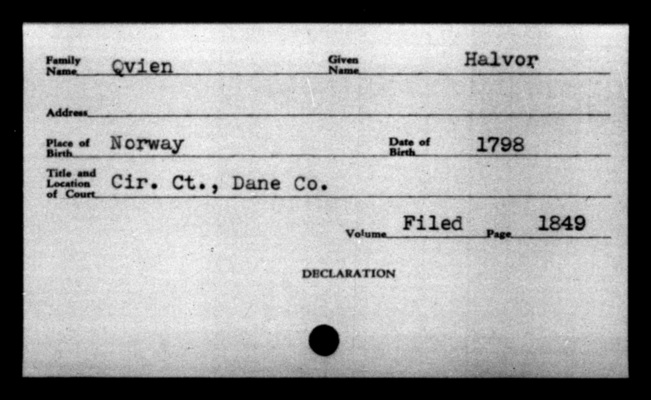 Family Name Qvien Given Name Halvor
Address
Place of Birth Norway Date of Birth 1798
Title and Location of Court Cir. Ct., Dane Co.
Volume Filed Page 1849
DECLARATION